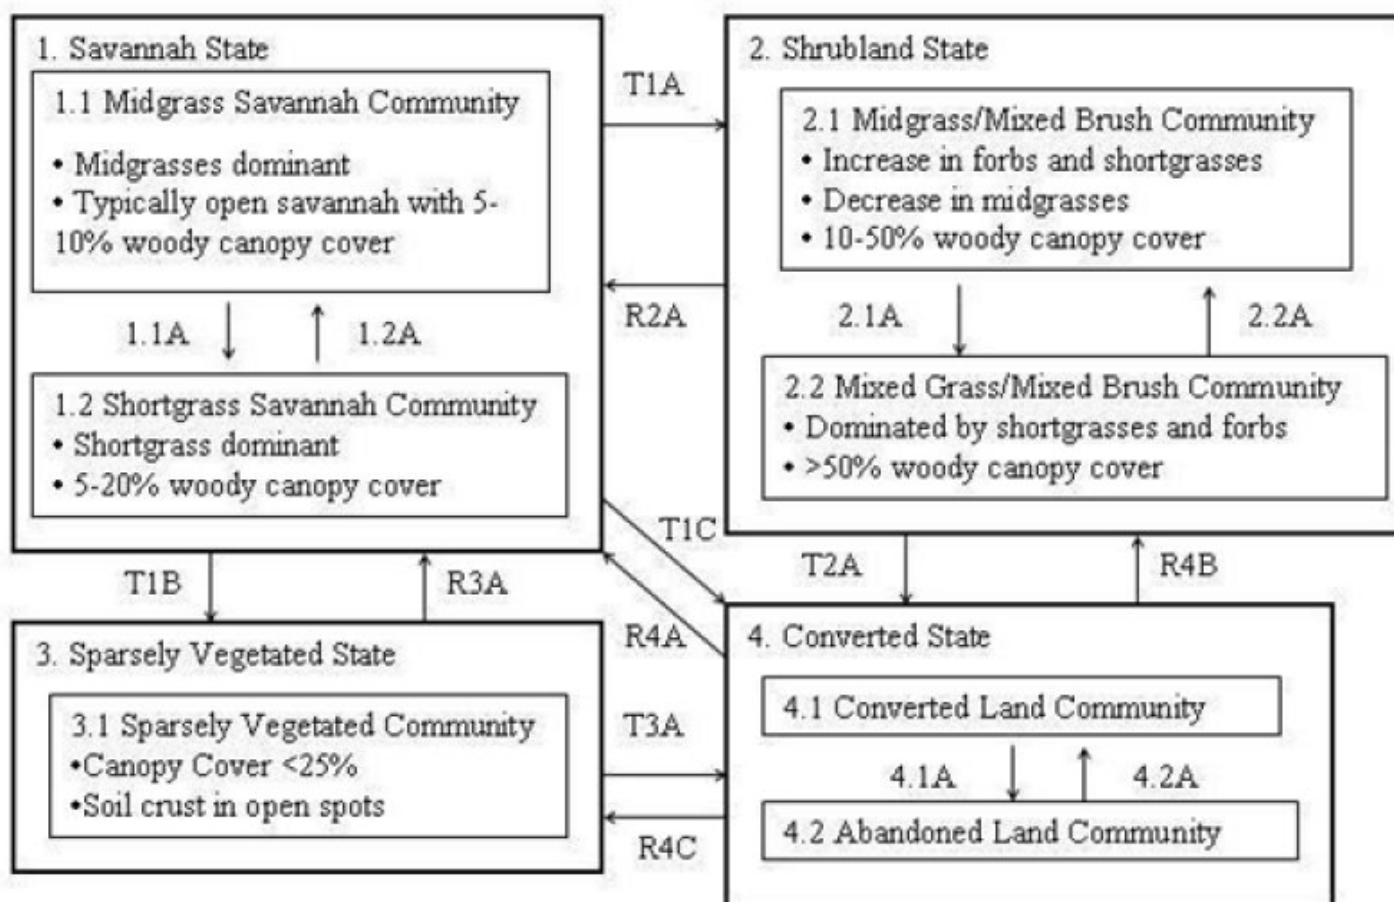 1. Savannah State
1.1 Midgrass Savannah Community
• Midgrasses dominant
• Typically open savannah with 5-
10% woody canopy cover
1.1A
1.2A
1.2 Shortgrass Savannah Community
• Shortgrass dominant
• 5-20% woody canopy cover
T1A
R2A
2. Shrubland State
2.1 Midgrass/Mixed Brush Community
• Increase in forbs and shortgrasses
• Decrease in midgrasses
• 10-50% woody canopy cover
2.1A
2.2A
2.2 Mixed Grass/Mixed Brush Community
• Dominated by shortgrasses and forbs
• >50% woody canopy cover
T1B
R3A
T1C
R4A
T2A
R4B
3. Sparsely Vegetated State
3.1 Sparsely Vegetated Community
•Canopy Cover <25%
•Soil crust in open spots
T3A
R4C
4. Converted State
4.1 Converted Land Community
4.1A
4.2A
4.2 Abandoned Land Community